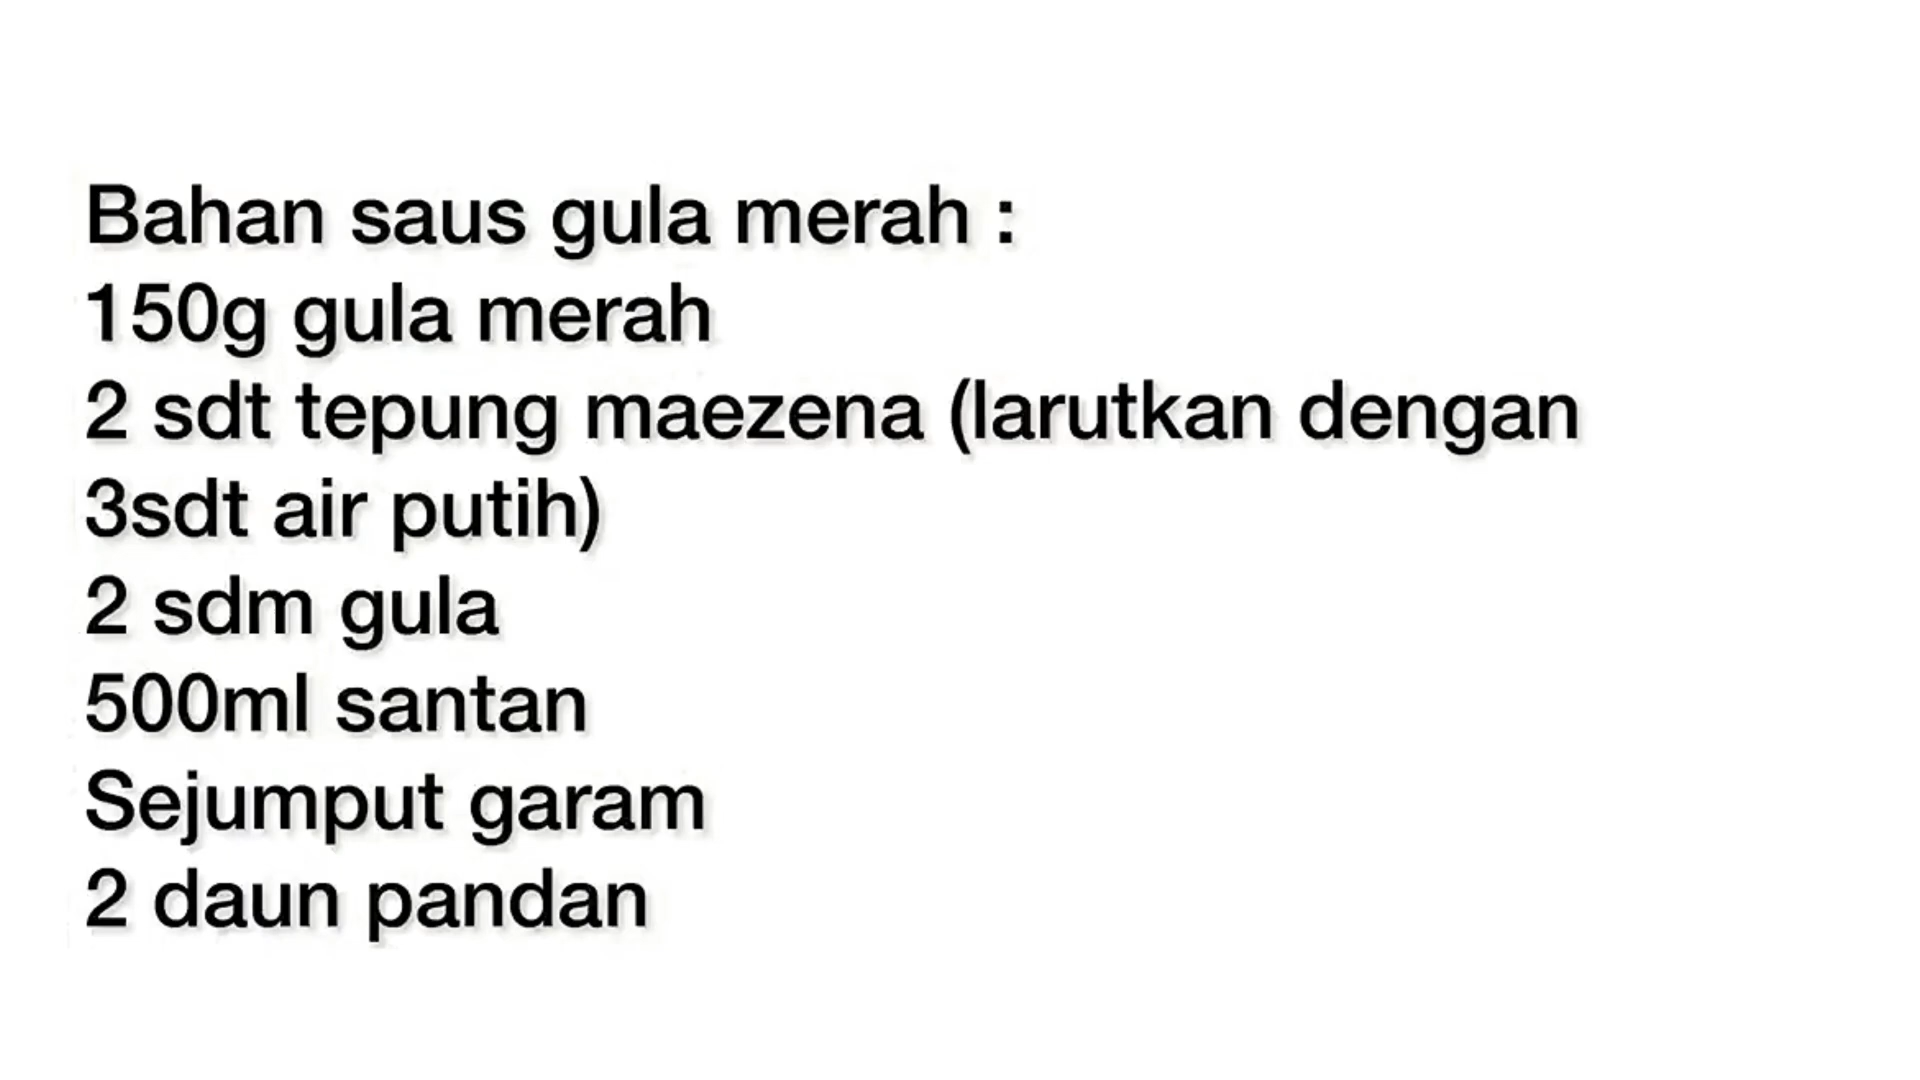 Bahan saus gula merah :
150g gula merah
2 sdt tepung maezena (larutkan dengan
3sdt air putih)
2 sdm gula
500ml santan
Sejumput garam
2 daun pandan